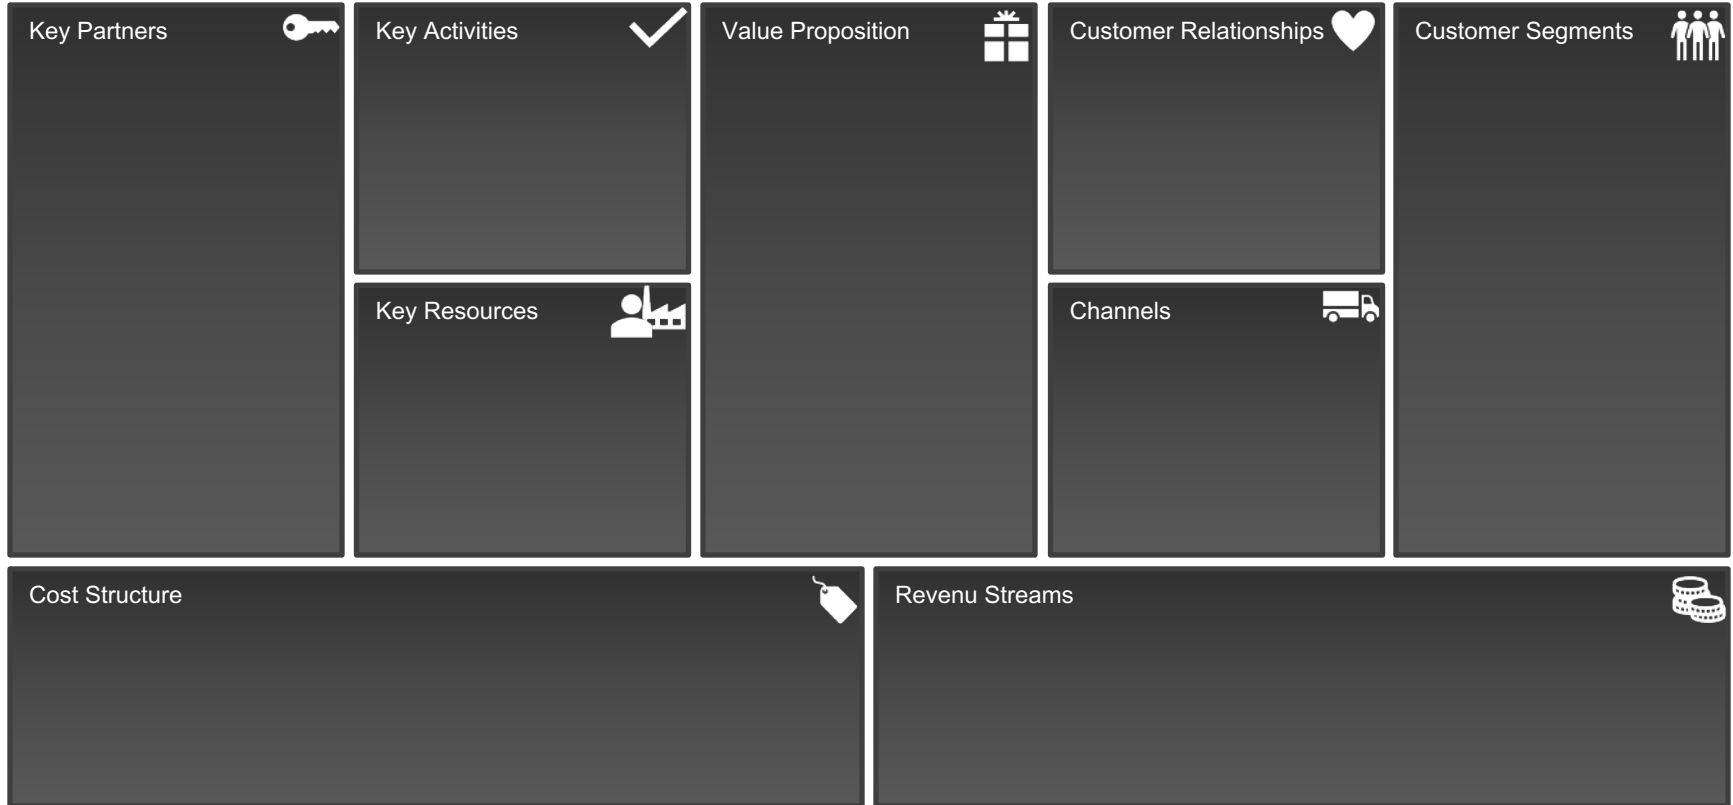 Key Partners
Key Activities
Value Proposition
Customer Relationships
Customer Segments
Key Resources
Channels
Cost Structure
Revenu Streams